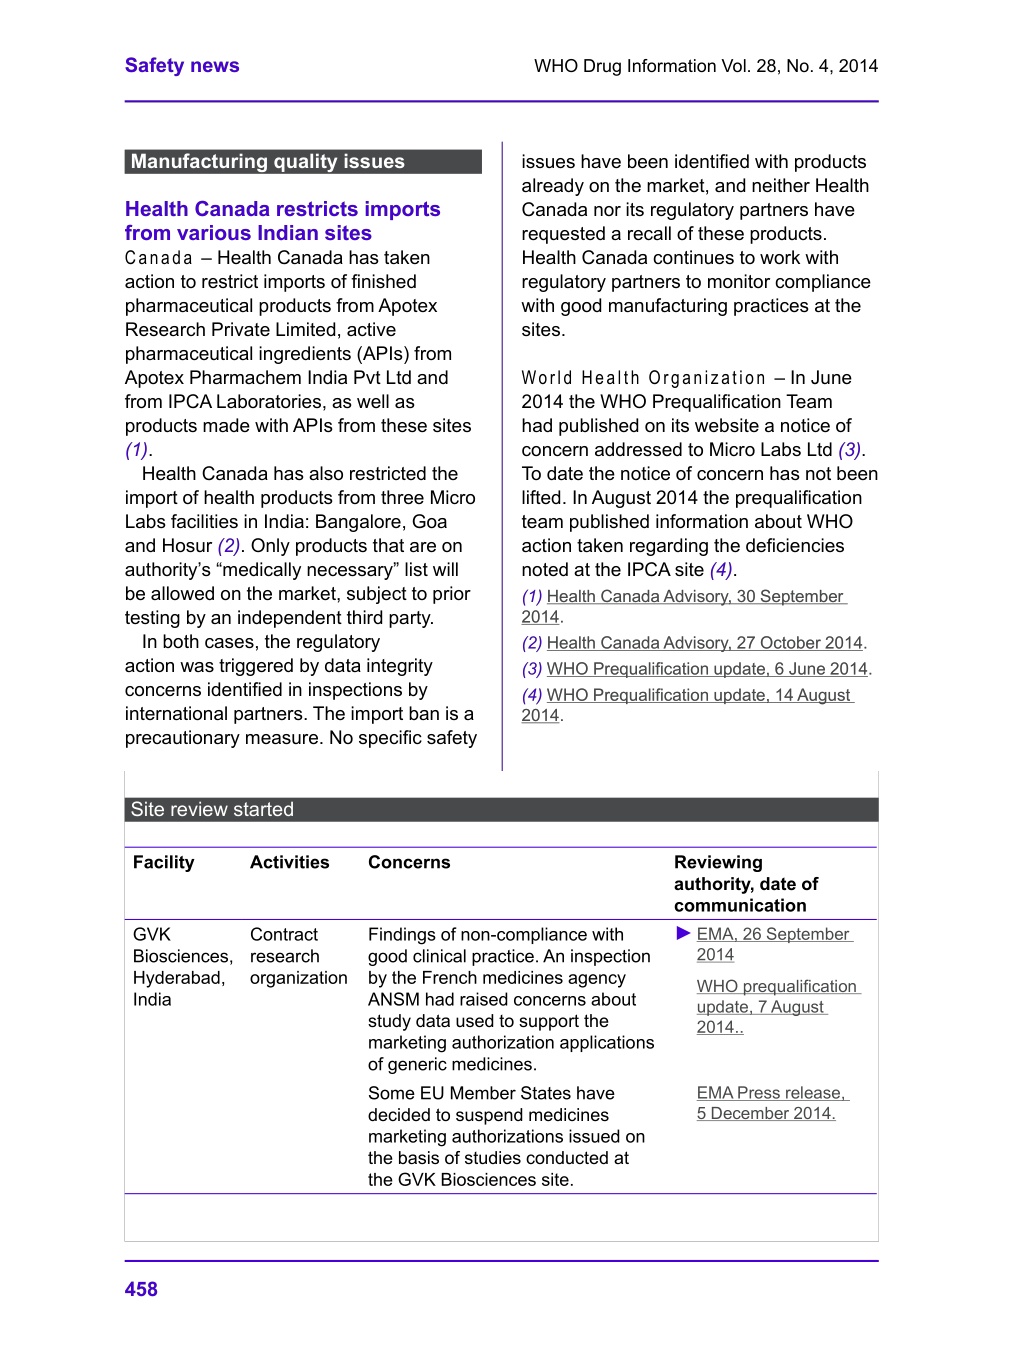 Safety news
WHO Drug Information Vol. 28, No. 4, 2014
Manufacturing quality issues
Health Canada restricts imports
from various Indian sites
Canada – Health Canada has taken
action to restrict imports of finished
pharmaceutical products from Apotex
Research Private Limited, active
pharmaceutical ingredients (APIs) from
Apotex Pharmachem India Pvt Ltd and
from IPCA Laboratories, as well as
products made with APIs from these sites
(1).
Health Canada has also restricted the
import of health products from three Micro
Labs facilities in India: Bangalore, Goa
and Hosur (2). Only products that are on
authority’s “medically necessary” list will
be allowed on the market, subject to prior
testing by an independent third party.
In both cases, the regulatory
action was triggered by data integrity
concerns identified in inspections by
international partners. The import ban is a
precautionary measure. No specific safety
issues have been identified with products
already on the market, and neither Health
Canada nor its regulatory partners have
requested a recall of these products.
Health Canada continues to work with
regulatory partners to monitor compliance
with good manufacturing practices at the
sites.
World Health Organization – In June
2014 the WHO Prequalification Team
had published on its website a notice of
concern addressed to Micro Labs Ltd (3).
To date the notice of concern has not been
lifted. In August 2014 the prequalification
team published information about WHO
action taken regarding the deficiencies
noted at the IPCA site (4).
(1) Health Canada Advisory, 30 September
2014.
(2) Health Canada Advisory, 27 October 2014.
(3) WHO Prequalification update, 6 June 2014.
(4) WHO Prequalification update, 14 August
2014.
Site review started
Facility
Activities
Concerns
Reviewing
authority, date of
communication
GVK
Biosciences,
Hyderabad,
India
Contract
research
organization
Findings of non-compliance with
good clinical practice. An inspection
by the French medicines agency
ANSM had raised concerns about
study data used to support the
marketing authorization applications
of generic medicines.
► EMA, 26 September
2014
WHO prequalification
update, 7 August
2014..
Some EU Member States have
decided to suspend medicines
marketing authorizations issued on
the basis of studies conducted at
the GVK Biosciences site.
EMA Press release,
5 December 2014.
458